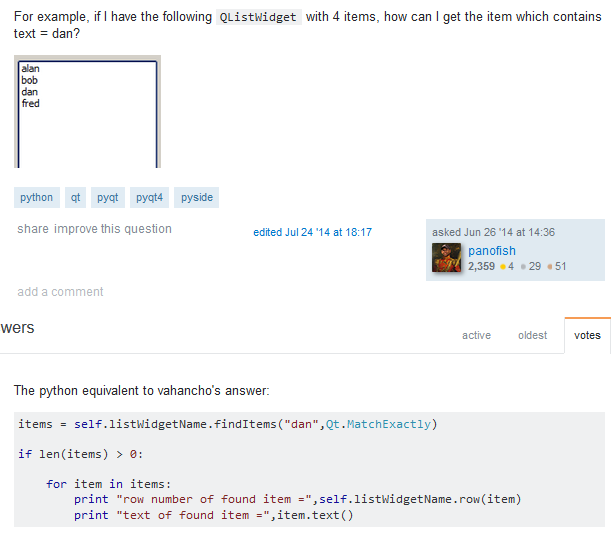 For example, if I have the following QListWidget with 4 items, how can I get the item which contains
text = dan?
alan
bob
dan
fred
python qt pyqt pyqt4 pyside
share improve this question
edited Jul 24 '14 at 18:17
asked Jun 26 '14 at 14:36
panofish
2,359 4 29 51
add a comment
wers
active oldest votes
The python equivalent to vahancho's answer:
items = self.listWidgetName.findItems("dan",Qt.MatchExactly)
if len(items) > 0:
for item in items:
print "row number of found item =",self.listWidgetName.row(item)
print "text of found item =",item.text()